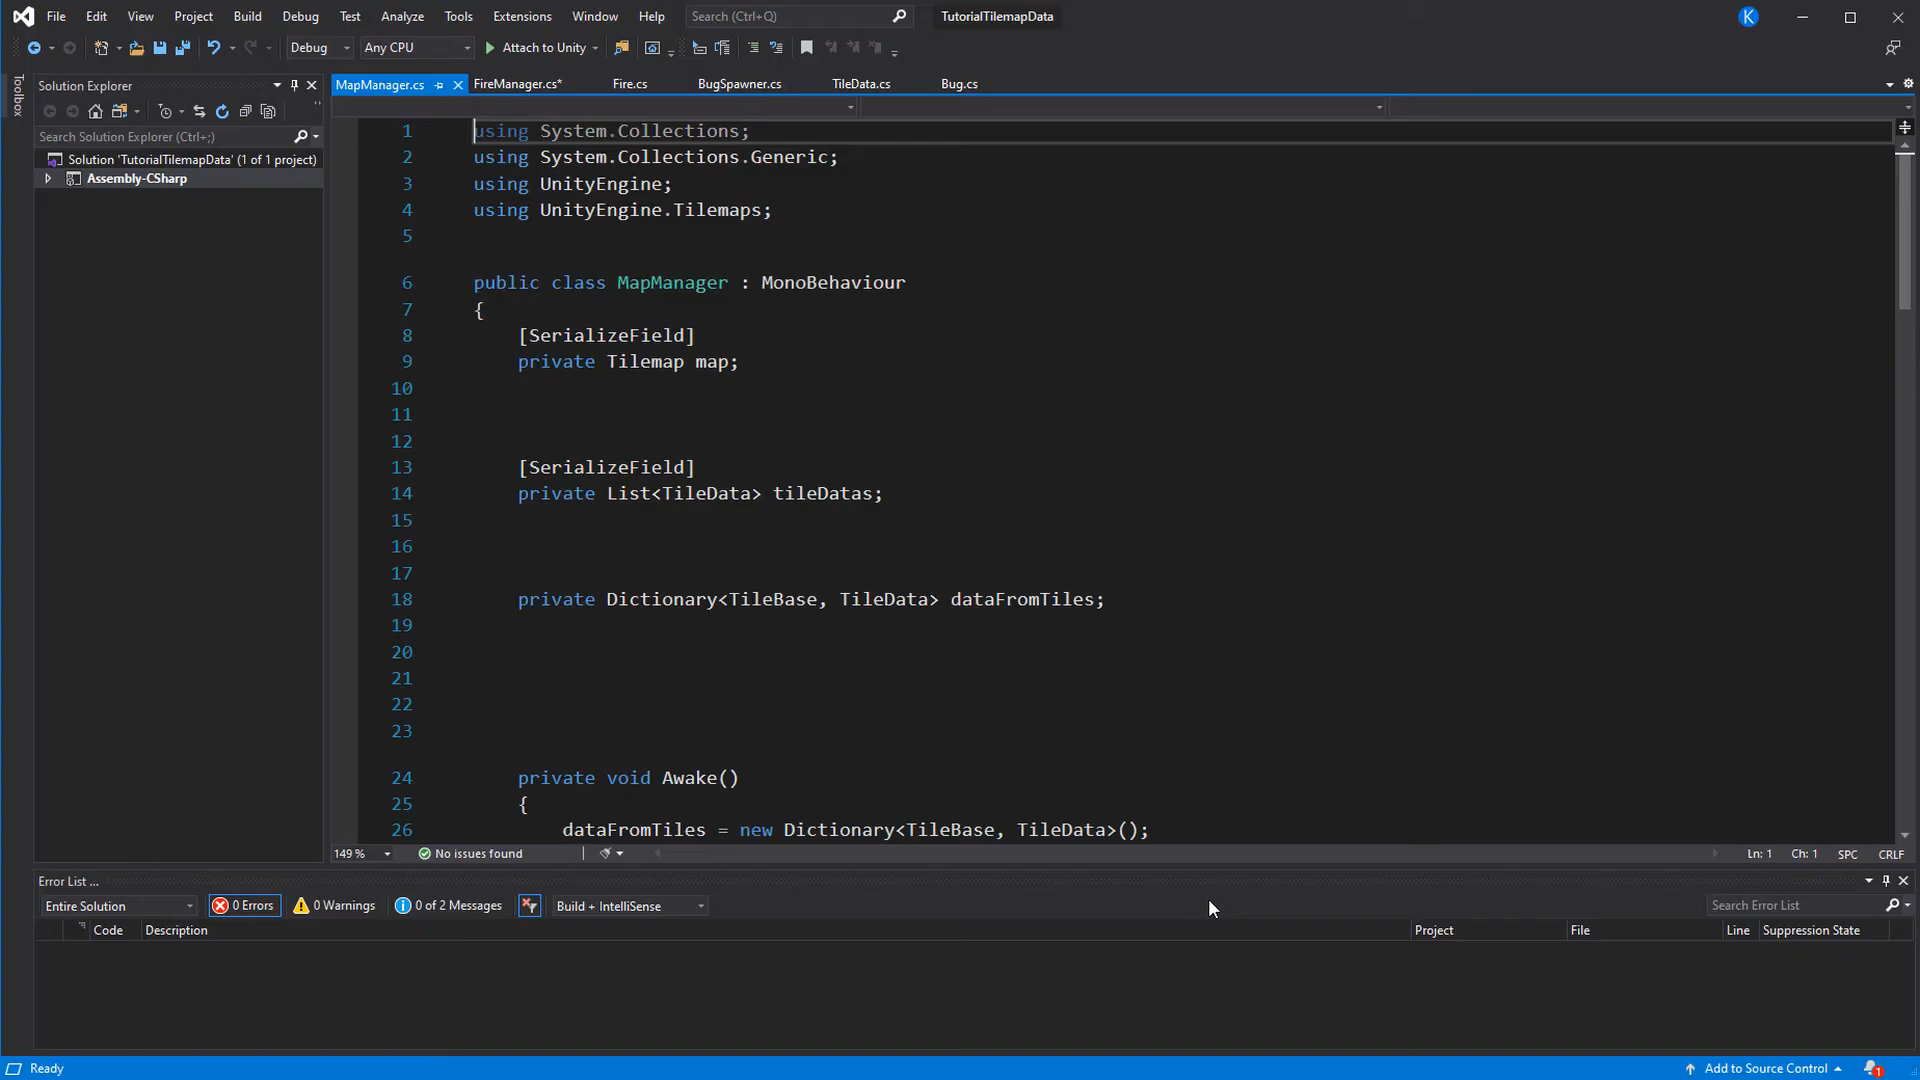 File Edit View Project Build Debug Test Analyze Tools Extensions Window Help Search (Ctrl+Q) TutorialTilemapData K
Debug Any CPU Attach to Unity
Toolbox
Solution Explorer
Search Solution Explorer (Ctrl+;)
Solution 'TutorialTilemapData' (1 of 1 project)
Assembly-CSharp
MapManager.cs FireManager.cs* Fire.cs BugSpawner.cs TileData.cs Bug.cs
1 using System.Collections;
2 using System.Collections.Generic;
3 using UnityEngine;
4 using UnityEngine.Tilemaps;
5
6 public class MapManager : MonoBehaviour
7 {
8 [SerializeField]
9 private Tilemap map;
10
11
12
13 [SerializeField]
14 private List<TileData> tileDatas;
15
16
17
18 private Dictionary<TileBase, TileData> dataFromTiles;
19
20
21
22
23
24 private void Awake()
25 {
26 dataFromTiles = new Dictionary<TileBase, TileData>();
149 % No issues found Ln: 1 Ch: 1 SPC CRLF
Error List ...
Entire Solution 0 Errors 0 Warnings 0 of 2 Messages Build + IntelliSense Search Error List
Code Description Project File Line Suppression State
Ready Add to Source Control 1